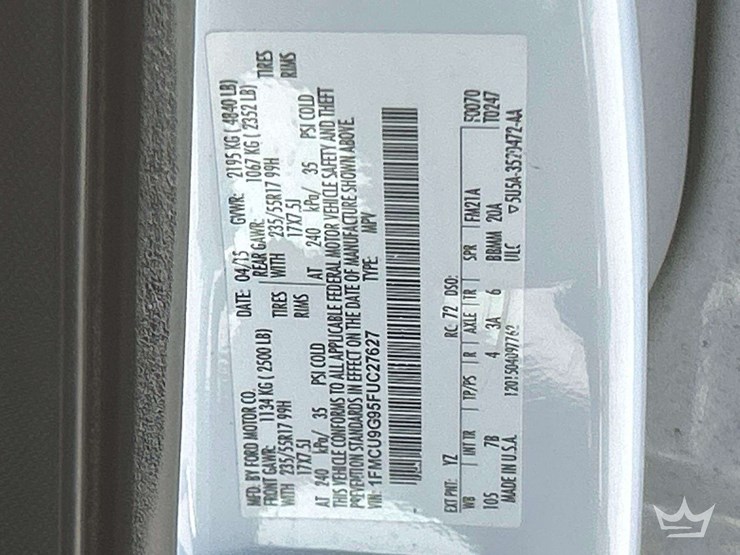 MFD. BY FORD MOTOR CO.
DATE: 04/15 GVWR: 2195 KG ( 4840 LB)
FRONT GAWR: 1134 KG ( 2500 LB) REAR GAWR: 1067 KG ( 2352 LB)
WITH 235/55R17 99H TIRES WITH 235/55R17 99H TIRES
17X7.5J RIMS 17X7.5J RIMS
AT 240 kPa/ 35 PSI COLD AT 240 kPa/ 35 PSI COLD
THIS VEHICLE CONFORMS TO ALL APPLICABLE FEDERAL MOTOR VEHICLE SAFETY AND THEFT
PREVENTION STANDARDS IN EFFECT ON THE DATE OF MANUFACTURE SHOWN ABOVE.
VIN: 1FMCU9G95FUC27627 TYPE: MPV
EXT PNT: YZ RC: 72 DSO: F0070
WB INT TR TP/PS R AXLE TR SPR FM21A T0247
105 7B 4 3A 6 BBMM 20A
MADE IN U.S.A. ULC ▽5U5A-3520472-AA